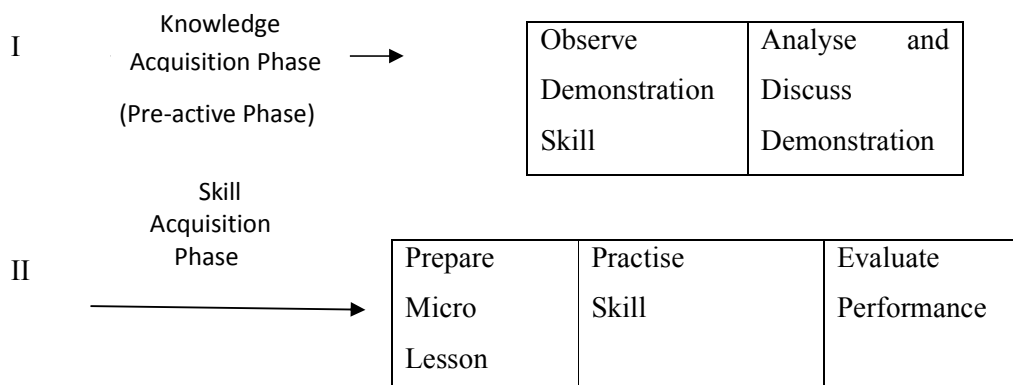 I
Knowledge
Acquisition Phase
(Pre-active Phase)
Observe
Demonstration
Skill
Analyse and
Discuss
Demonstration
II
Skill
Acquisition
Phase
Prepare
Micro
Lesson
Practise
Skill
Evaluate
Performance